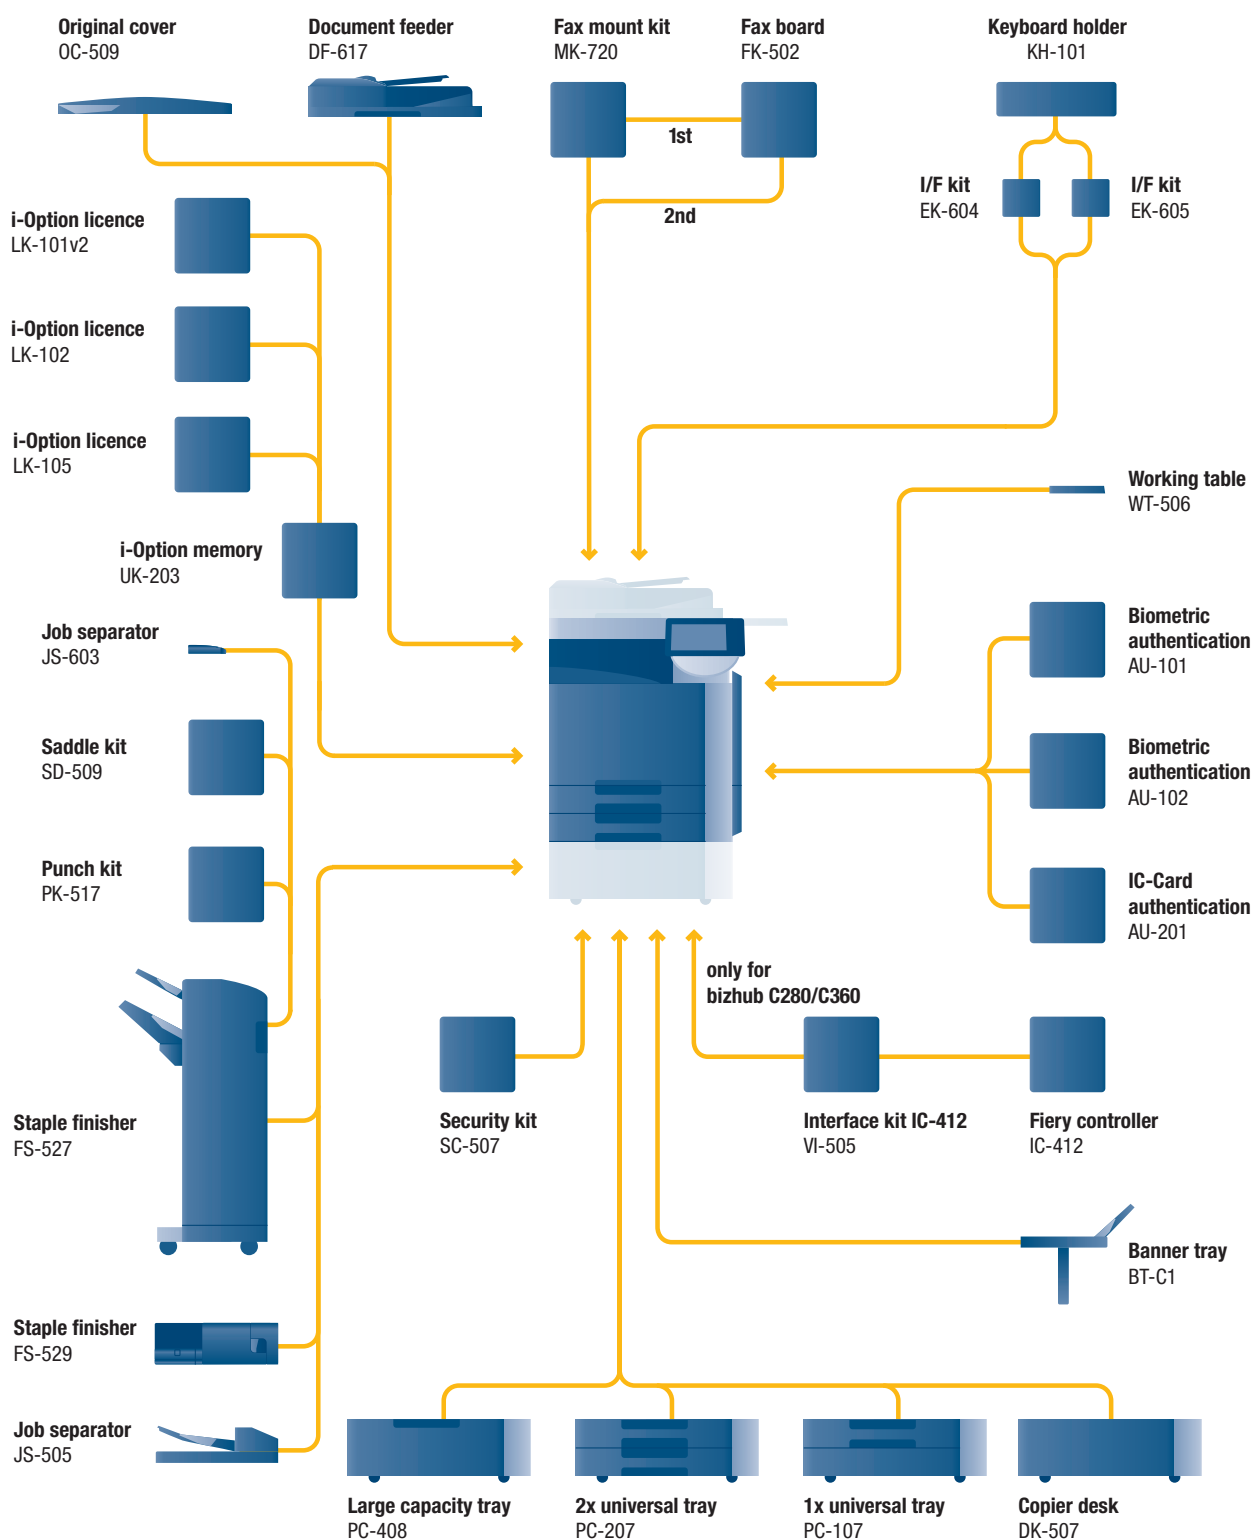 Original cover
OC-509
Document feeder
DF-617
Fax mount kit
MK-720
Fax board
FK-502
Keyboard holder
KH-101
1st
2nd
I/F kit
EK-604
I/F kit
EK-605
i-Option licence
LK-101v2
i-Option licence
LK-102
i-Option licence
LK-105
i-Option memory
UK-203
Working table
WT-506
Job separator
JS-603
Biometric
authentication
AU-101
Saddle kit
SD-509
Biometric
authentication
AU-102
Punch kit
PK-517
IC-Card
authentication
AU-201
only for
bizhub C280/C360
Staple finisher
FS-527
Security kit
SC-507
Interface kit IC-412
VI-505
Fiery controller
IC-412
Banner tray
BT-C1
Staple finisher
FS-529
Job separator
JS-505
Large capacity tray
PC-408
2x universal tray
PC-207
1x universal tray
PC-107
Copier desk
DK-507